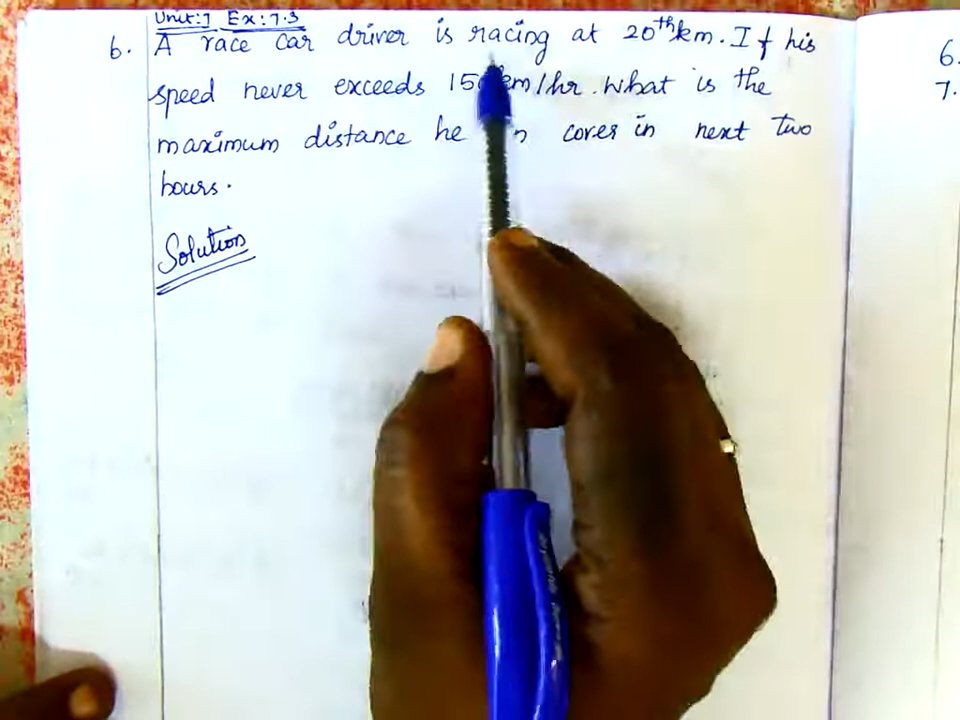 Unit:7 Ex:7.3
6. A race car driver is racing at 20th km. If his
speed never exceeds 150 km/hr. what is the
maximum distance he cover in next two
hours.
Solution
6.
7.